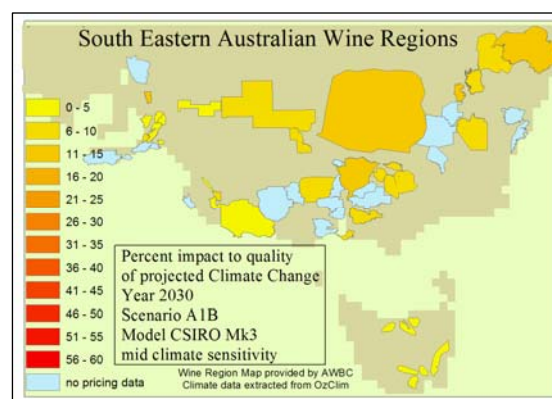 South Eastern Australian Wine Regions
0 - 5
6 - 10
11 - 15
16 - 20
21 - 25
26 - 30
31 - 35
36 - 40
41 - 45
46 - 50
51 - 55
56 - 60
no pricing data
Percent impact to quality
of projected Climate Change
Year 2030
Scenario A1B
Model CSIRO Mk3
mid climate sensitivity
Wine Region Map provided by AWBC
Climate data extracted from OzClim